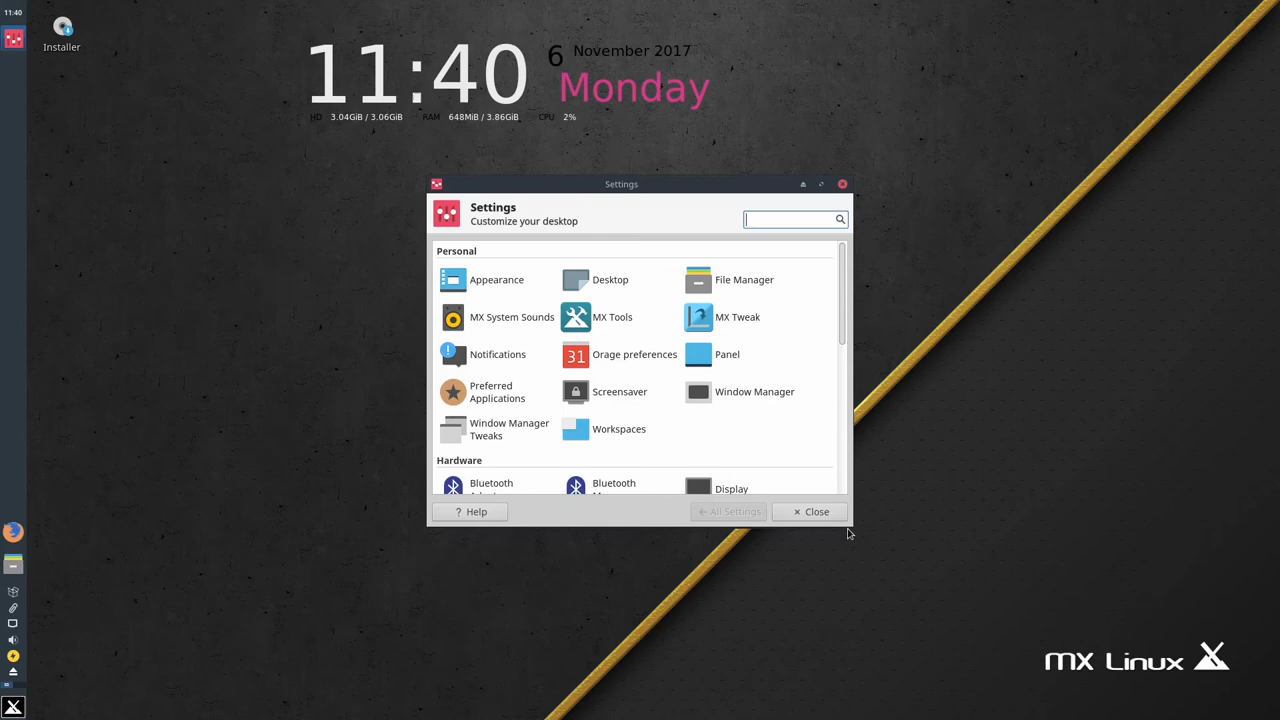 11:40
Installer
11:40
6 November 2017
Monday
HD 3.04GiB / 3.06GiB RAM 648MiB / 3.86GiB CPU 2%
Settings
Settings
Customize your desktop
Personal
Appearance
Desktop
File Manager
MX System Sounds
MX Tools
MX Tweak
Notifications
31
Orage preferences
Panel
Preferred
Applications
Screensaver
Window Manager
Window Manager
Tweaks
Workspaces
Hardware
Bluetooth
Bluetooth
Display
? Help
All Settings
Close
MX Linux